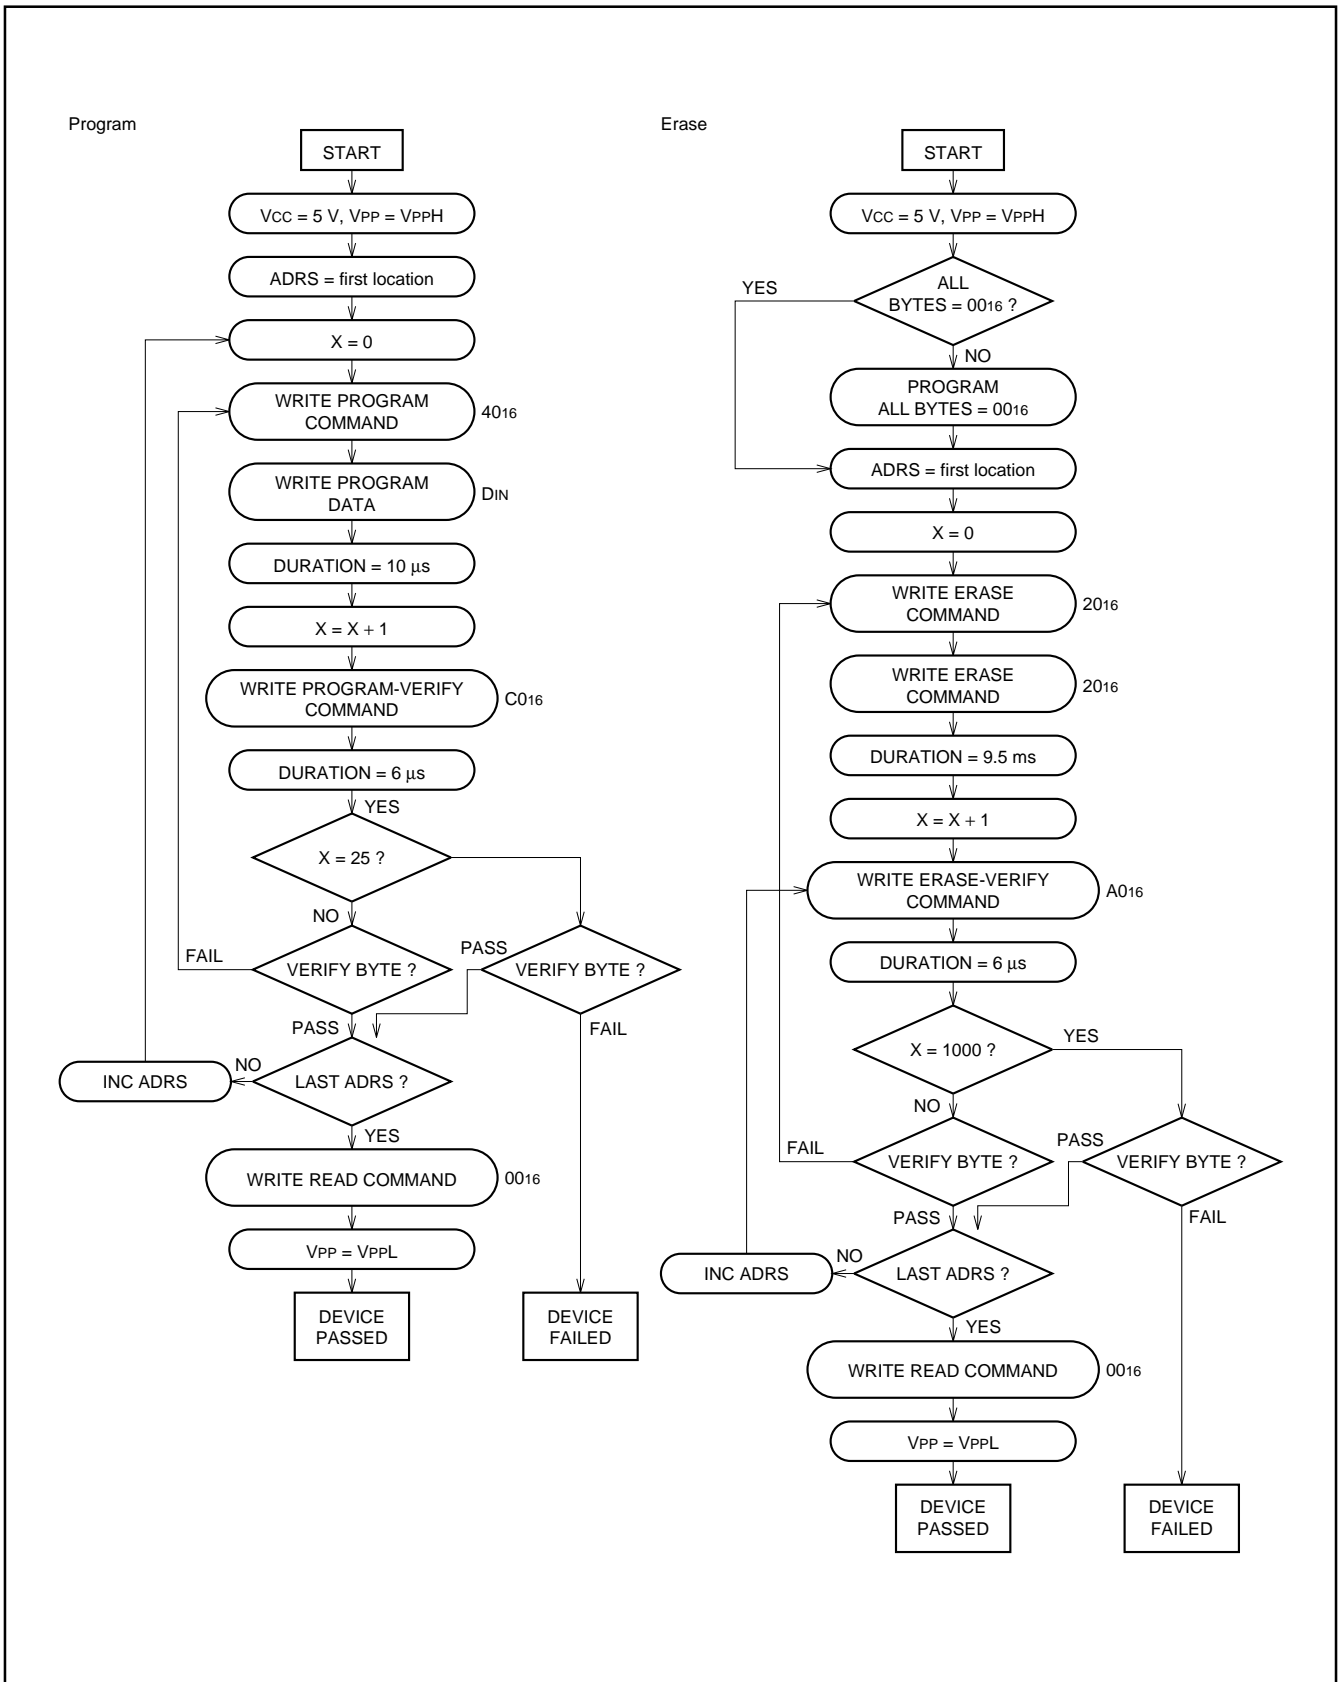 Program
START
VCC = 5 V, VPP = VPPH
ADRS = first location
X = 0
WRITE PROGRAM
COMMAND
4016
WRITE PROGRAM
DATA
DIN
DURATION = 10 µs
X = X + 1
WRITE PROGRAM-VERIFY
COMMAND
C016
DURATION = 6 µs
YES
X = 25 ?
NO
FAIL
VERIFY BYTE ?
PASS
VERIFY BYTE ?
PASS
FAIL
INC ADRS
NO
LAST ADRS ?
YES
WRITE READ COMMAND
0016
VPP = VPPL
DEVICE
PASSED
DEVICE
FAILED
Erase
START
VCC = 5 V, VPP = VPPH
YES
ALL
BYTES = 0016 ?
NO
PROGRAM
ALL BYTES = 0016
ADRS = first location
X = 0
WRITE ERASE
COMMAND
2016
WRITE ERASE
COMMAND
2016
DURATION = 9.5 ms
X = X + 1
WRITE ERASE-VERIFY
COMMAND
A016
DURATION = 6 µs
X = 1000 ?
YES
NO
FAIL
VERIFY BYTE ?
PASS
VERIFY BYTE ?
PASS
FAIL
INC ADRS
NO
LAST ADRS ?
YES
WRITE READ COMMAND
0016
VPP = VPPL
DEVICE
PASSED
DEVICE
FAILED